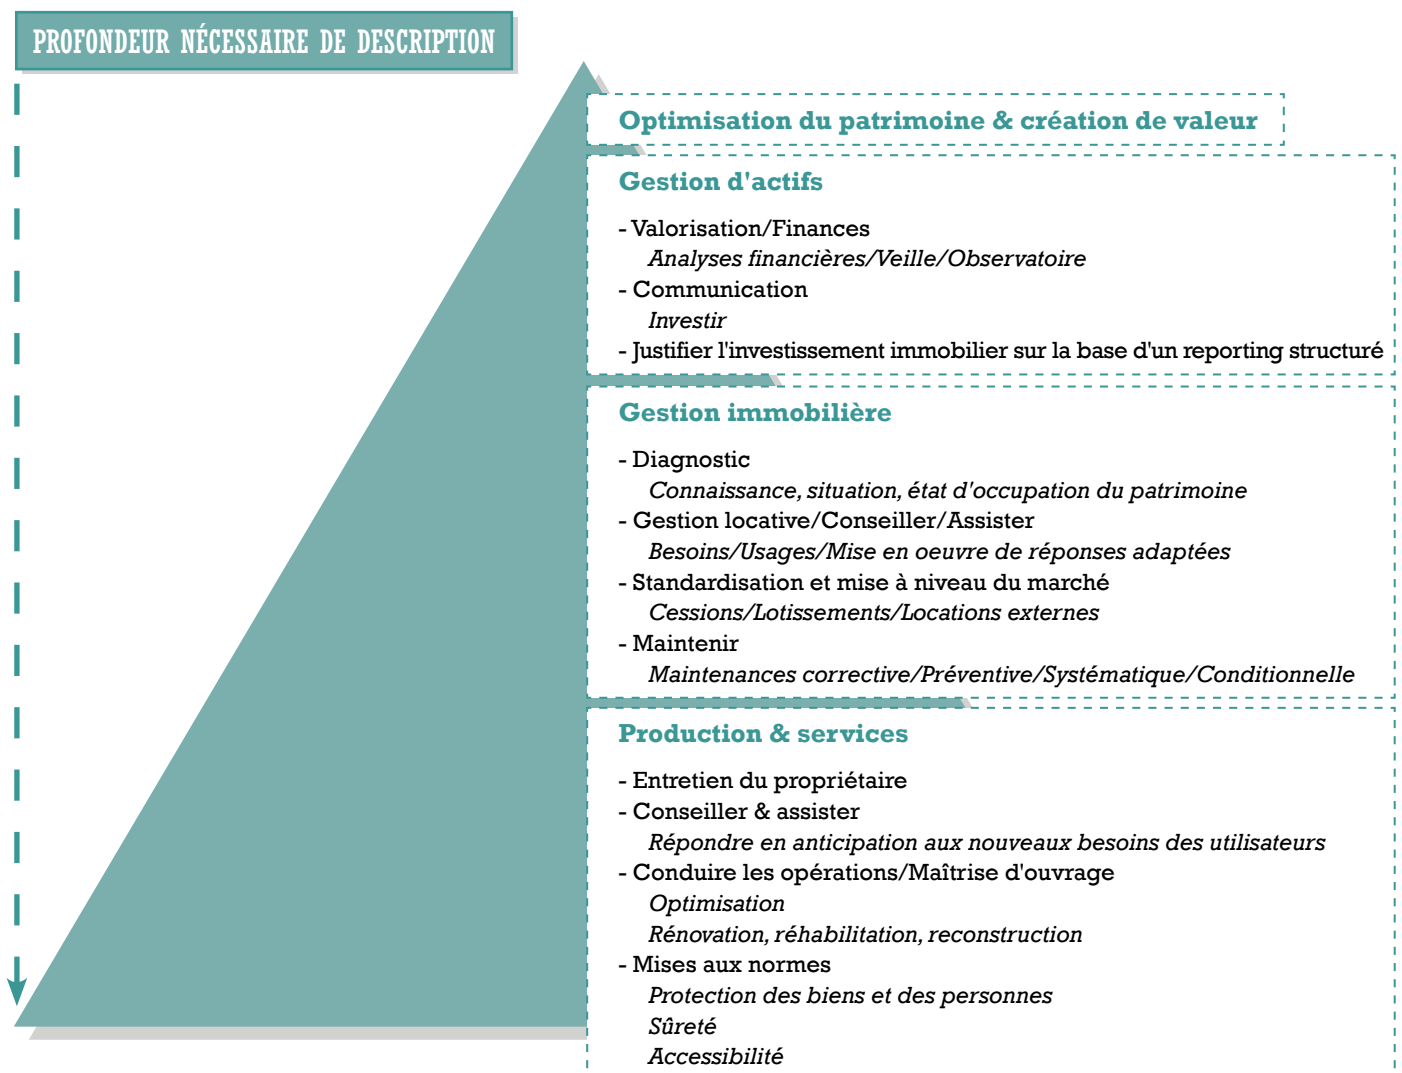 PROFONDEUR NÉCESSAIRE DE DESCRIPTION
Optimisation du patrimoine & création de valeur
Gestion d'actifs
- Valorisation/Finances
Analyses financières/Veille/Observatoire
- Communication
Investir
- Justifier l'investissement immobilier sur la base d'un reporting structuré
Gestion immobilière
- Diagnostic
Connaissance, situation, état d'occupation du patrimoine
- Gestion locative/Conseiller/Assister
Besoins/Usages/Mise en oeuvre de réponses adaptées
- Standardisation et mise à niveau du marché
Cessions/Lotissements/Locations externes
- Maintenir
Maintenances corrective/Préventive/Systématique/Conditionnelle
Production & services
- Entretien du propriétaire
- Conseiller & assister
Répondre en anticipation aux nouveaux besoins des utilisateurs
- Conduire les opérations/Maîtrise d'ouvrage
Optimisation
Rénovation, réhabilitation, reconstruction
- Mises aux normes
Protection des biens et des personnes
Sûreté
Accessibilité